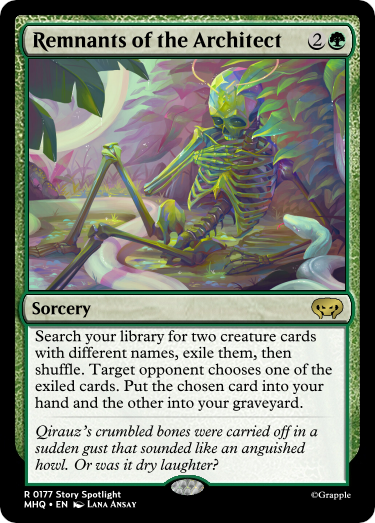 Remnants of the Architect 2
Sorcery
Search your library for two creature cards
with different names, exile them, then
shuffle. Target opponent chooses one of the
exiled cards. Put the chosen card into your
hand and the other into your graveyard.
Qirauz's crumbled bones were carried off in a
sudden gust that sounded like an anguished
howl. Or was it dry laughter?
R 0177 Story Spotlight
MHQ • EN Lana Ansay
©Grapple